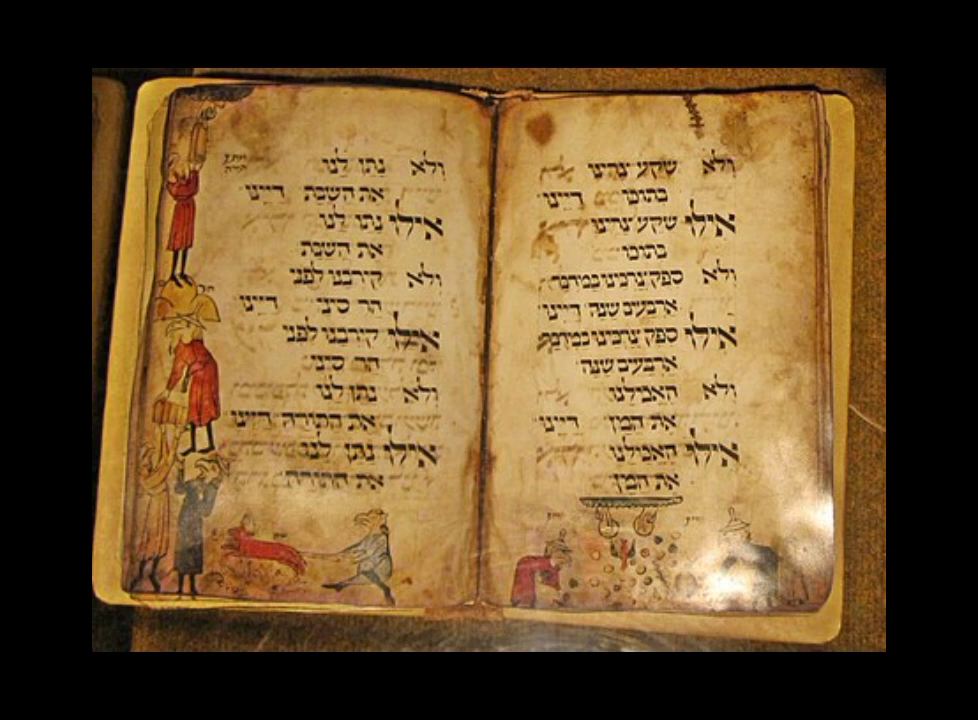 ולא שקע צרינו
בתוכו דיינו
אילו שקע צרינו
בתוכו
ולא ספק צרכינו במדבר
ארבעים שנה דיינו
אילו ספק צרכינו במדבר
ארבעים שנה
ולא האכילנו
את המן דיינו
אילו האכילנו
את המן
ולא נתן לנו
את השבת דיינו
אילו נתן לנו
את השבת
ולא קירבנו לפני
הר סיני דיינו
אילו קירבנו לפני
הר סיני
ולא נתן לנו
את התורה דיינו
אילו נתן לנו
את התורה